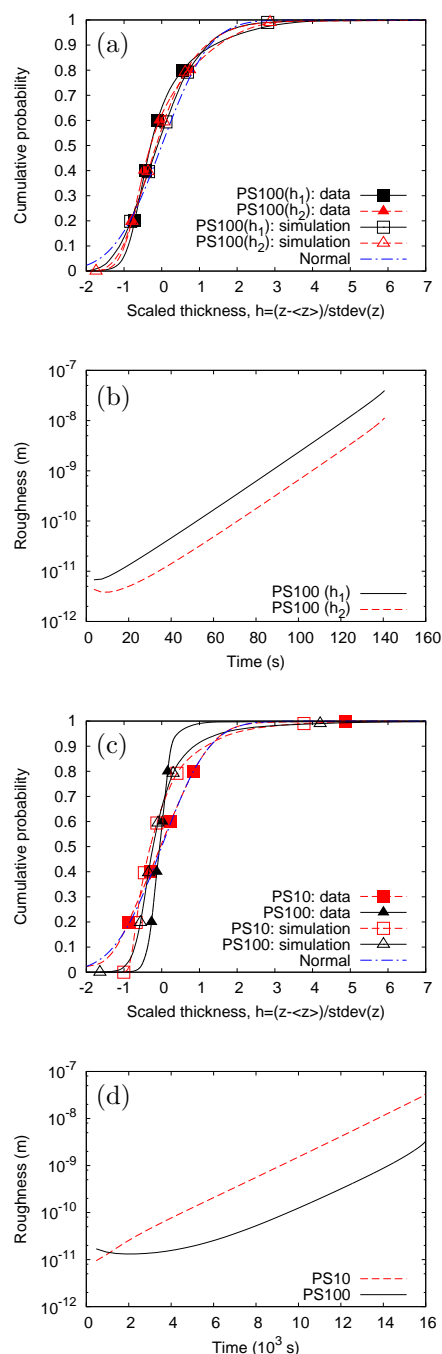 (a)
Cumulative probability
1
0.9
0.8
0.7
0.6
0.5
0.4
0.3
0.2
0.1
0
PS100(h1): data
PS100(h2): data
PS100(h1): simulation
PS100(h2): simulation
Normal
-2 -1 0 1 2 3 4 5 6 7
Scaled thickness, h=(z-<z>)/stdev(z)
(b)
Roughness (m)
10-7
10-8
10-9
10-10
10-11
10-12
PS100 (h1)
PS100 (h2)
0 20 40 60 80 100 120 140 160
Time (s)
(c)
Cumulative probability
1
0.9
0.8
0.7
0.6
0.5
0.4
0.3
0.2
0.1
0
PS10: data
PS100: data
PS10: simulation
PS100: simulation
Normal
-2 -1 0 1 2 3 4 5 6 7
Scaled thickness, h=(z-<z>)/stdev(z)
(d)
Roughness (m)
10-7
10-8
10-9
10-10
10-11
10-12
PS10
PS100
0 2 4 6 8 10 12 14 16
Time (103 s)